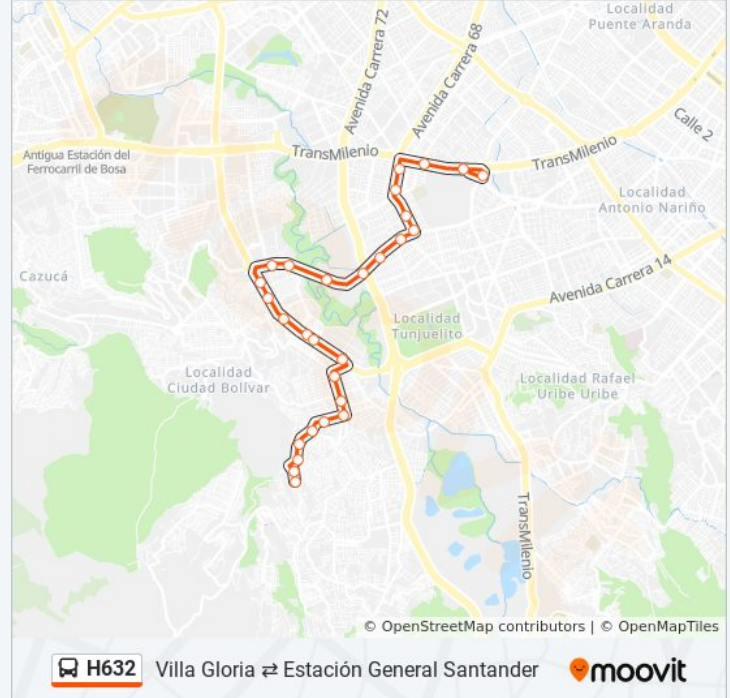 Localidad
Puente Aranda
Avenida Carrera 72
Avenida Carrera 68
Calle 2
Antigua Estación del
Ferrocarril de Bosa
TransMilenio
TransMilenio
Localidad
Antonio Nariño
Cazucá
Avenida Carrera 14
Localidad
Tunjuelito
Localidad
Ciudad Bolívar
Localidad Rafael
Uribe Uribe
TransMilenio
© OpenStreetMap contributors | © OpenMapTiles
H632 Villa Gloria ⇄ Estación General Santander moovit